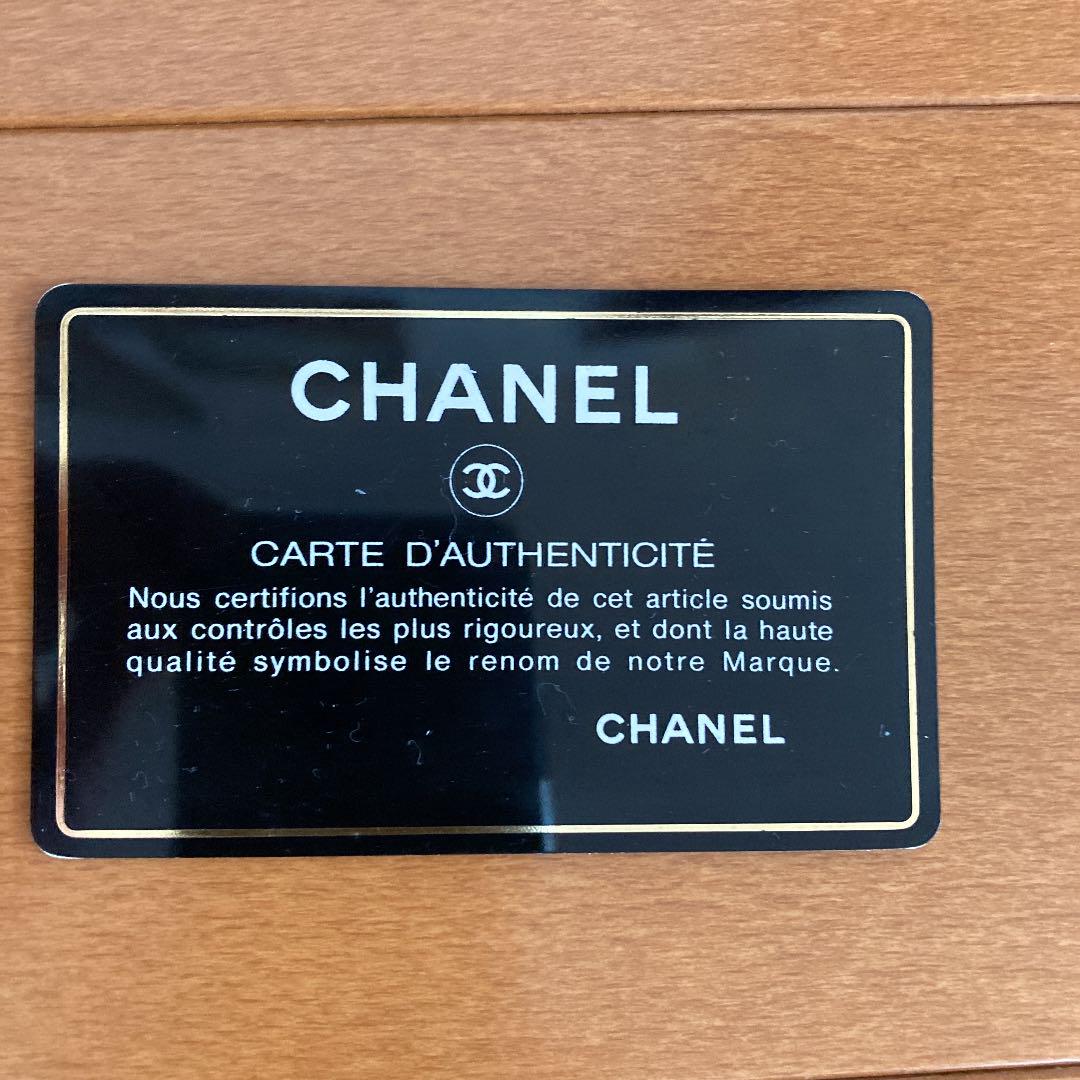 CHANEL
CARTE D'AUTHENTICITÉ
Nous certifions l'authenticité de cet article soumis
aux contrôles les plus rigoureux, et dont la haute
qualité symbolise le renom de notre Marque.
CHANEL